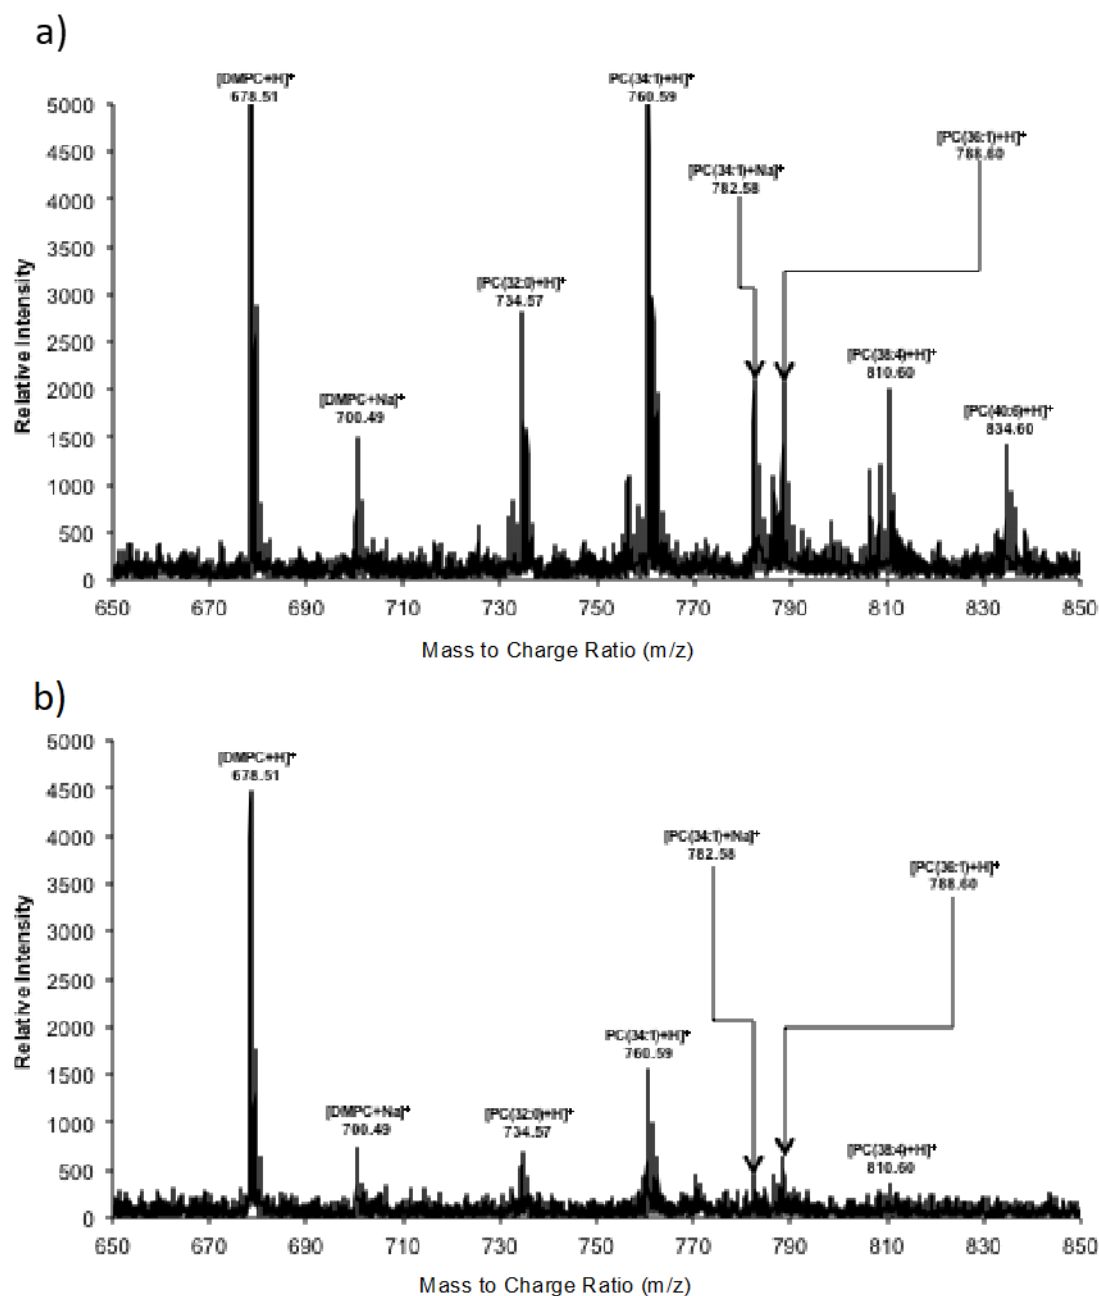 a)
[DMPC+H]+
678.51
PC(34:1)+H]+
760.59
[PC(36:1)+H]+
788.60
[PC(34:1)+Na]+
782.58
[PC(32:0)+H]+
734.57
[PC(38:4)+H]+
810.60
[DMPC+Na]+
700.49
[PC(40:6)+H]+
834.60
5000
4500
4000
3500
3000
2500
2000
1500
1000
500
0
Relative Intensity
650 670 690 710 730 750 770 790 810 830 850
Mass to Charge Ratio (m/z)
b)
[DMPC+H]+
678.51
[PC(34:1)+Na]+
782.58
[PC(36:1)+H]+
788.60
PC(34:1)+H]+
760.59
[DMPC+Na]+
700.49
[PC(32:0)+H]+
734.57
[PC(38:4)+H]+
810.60
5000
4500
4000
3500
3000
2500
2000
1500
1000
500
0
Relative Intensity
650 670 690 710 730 750 770 790 810 830 850
Mass to Charge Ratio (m/z)